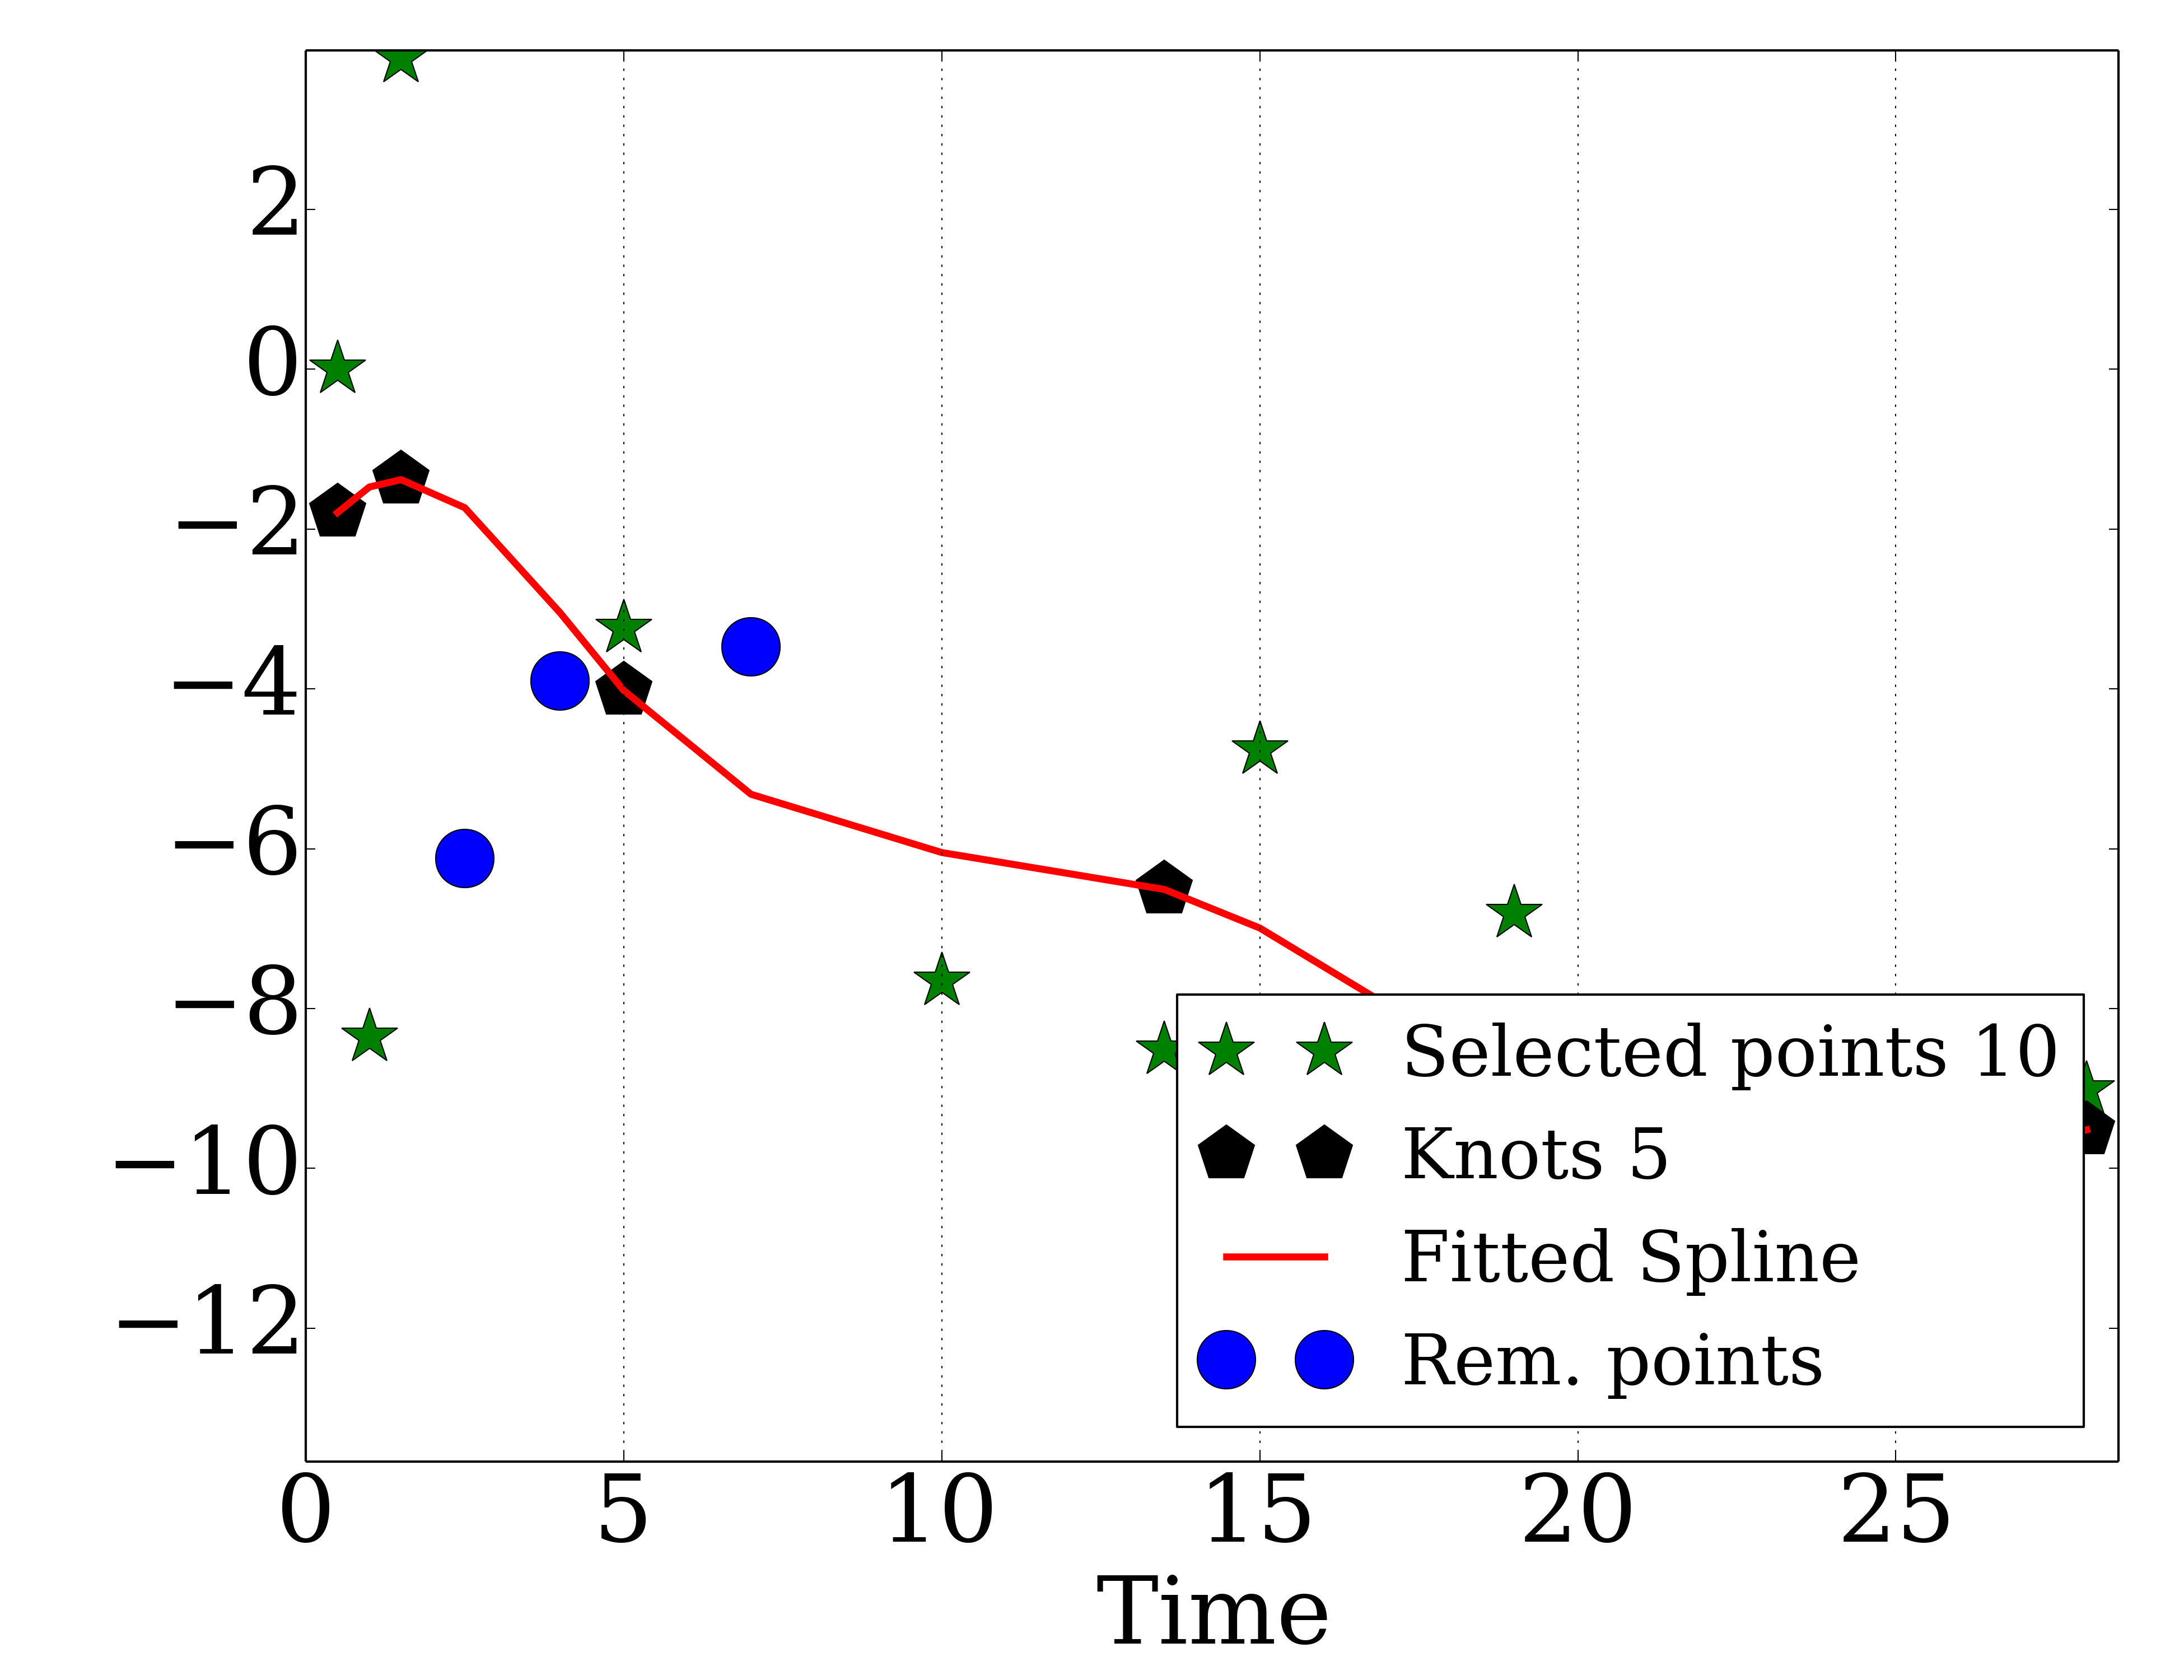 2
0
−2
−4
−6
−8
−10
−12
Selected points 10
Knots 5
Fitted Spline
Rem. points
0 5 10 15 20 25
Time